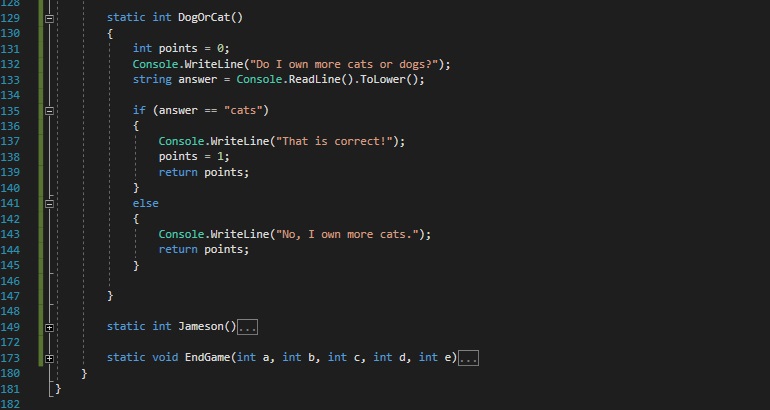 128
129 static int DogOrCat()
130 {
131 int points = 0;
132 Console.WriteLine("Do I own more cats or dogs?");
133 string answer = Console.ReadLine().ToLower();
134
135 if (answer == "cats")
136 {
137 Console.WriteLine("That is correct!");
138 points = 1;
139 return points;
140 }
141 else
142 {
143 Console.WriteLine("No, I own more cats.");
144 return points;
145 }
146
147 }
148
149 static int Jameson()...
172
173 static void EndGame(int a, int b, int c, int d, int e)...
180 }
181 }
182